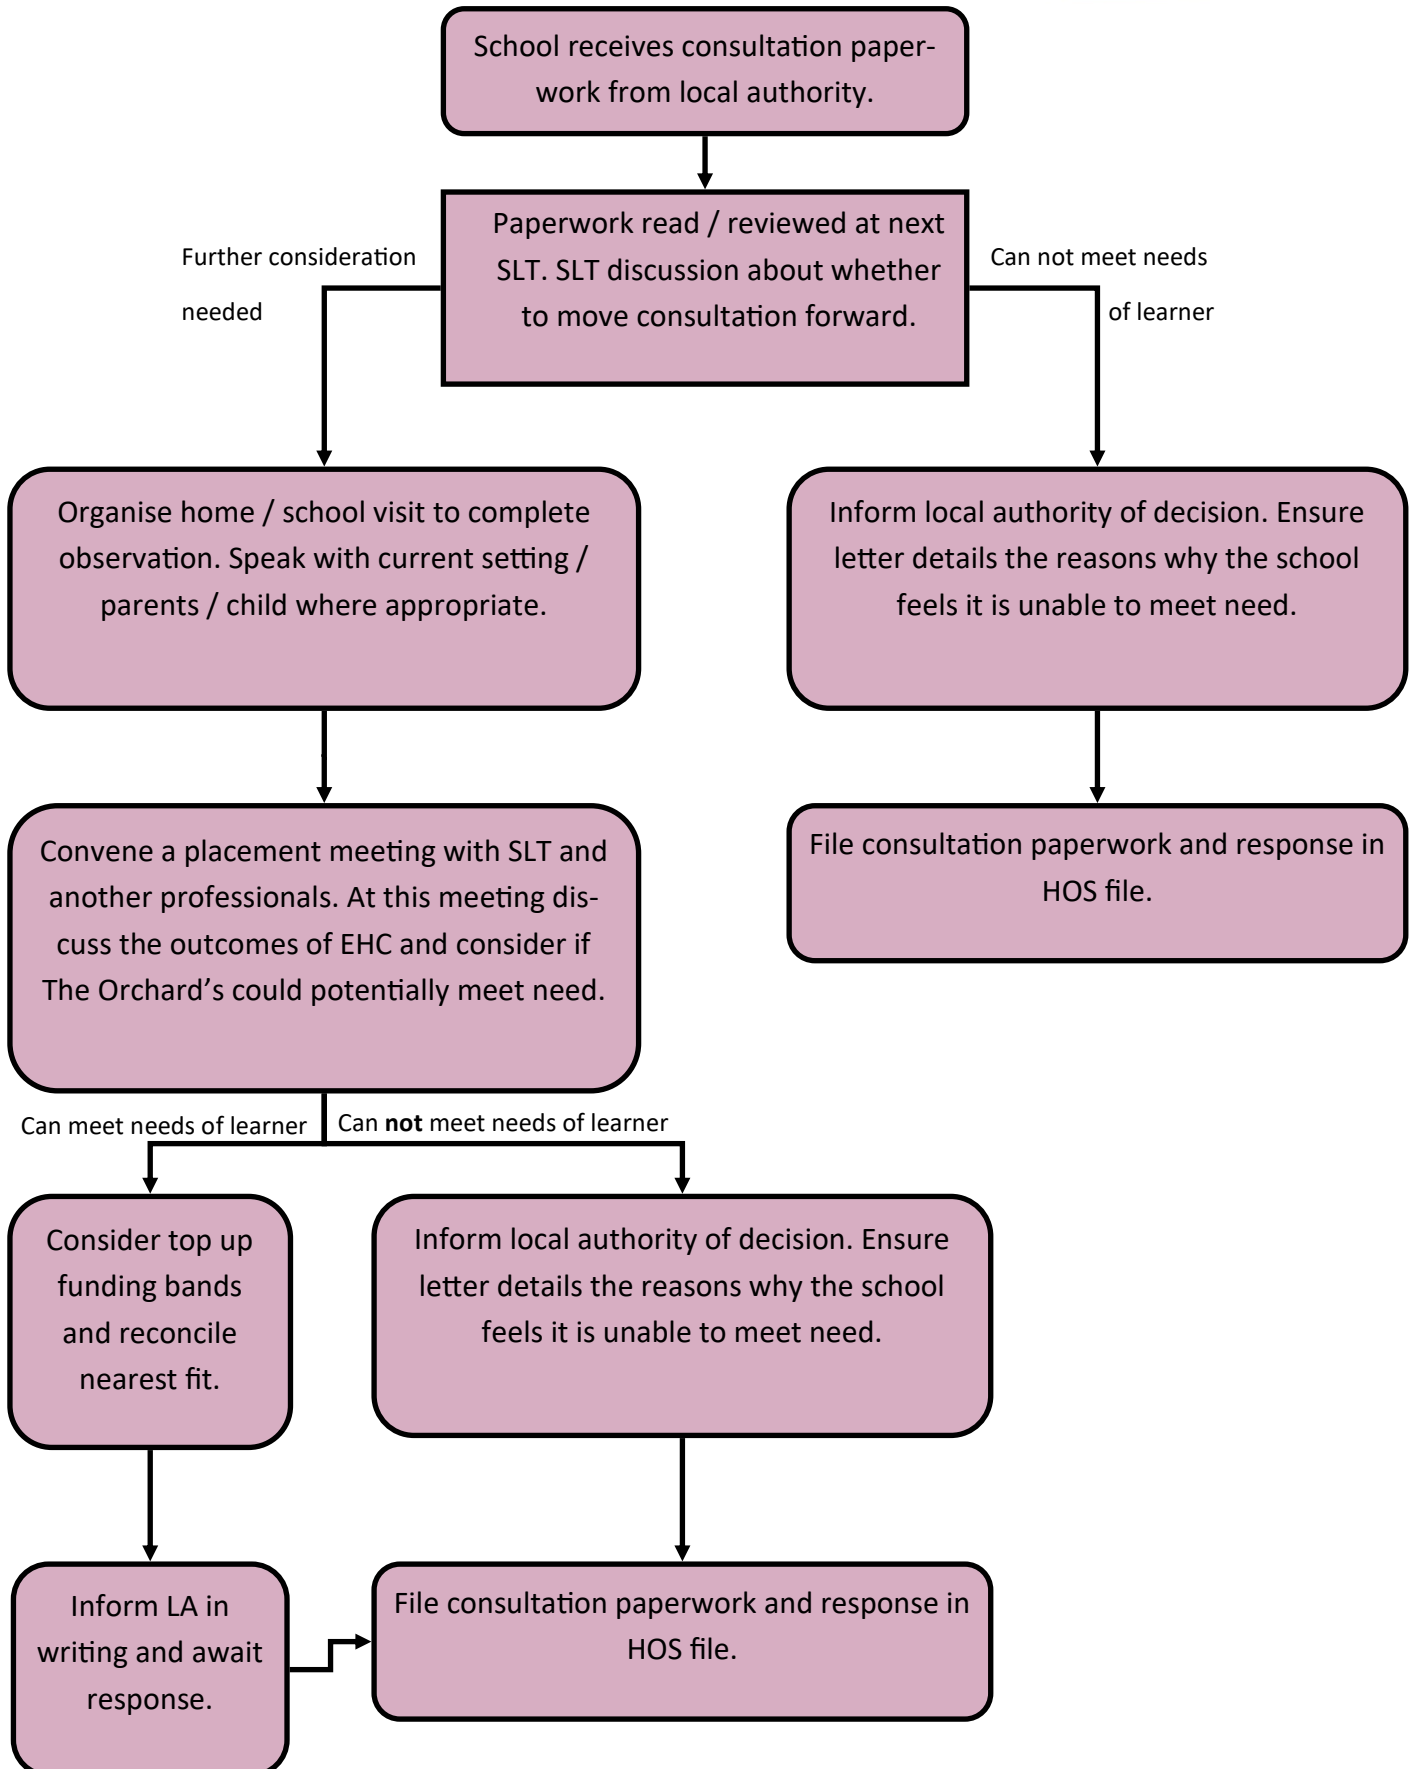 School receives consultation paper-
work from local authority.
Paperwork read / reviewed at next
SLT. SLT discussion about whether
to move consultation forward.
Further consideration
needed
Can not meet needs
of learner
Organise home / school visit to complete
observation. Speak with current setting /
parents / child where appropriate.
Inform local authority of decision. Ensure
letter details the reasons why the school
feels it is unable to meet need.
Convene a placement meeting with SLT and
another professionals. At this meeting dis-
cuss the outcomes of EHC and consider if
The Orchard’s could potentially meet need.
File consultation paperwork and response in
HOS file.
Can meet needs of learner
Can not meet needs of learner
Consider top up
funding bands
and reconcile
nearest fit.
Inform local authority of decision. Ensure
letter details the reasons why the school
feels it is unable to meet need.
Inform LA in
writing and await
response.
File consultation paperwork and response in
HOS file.